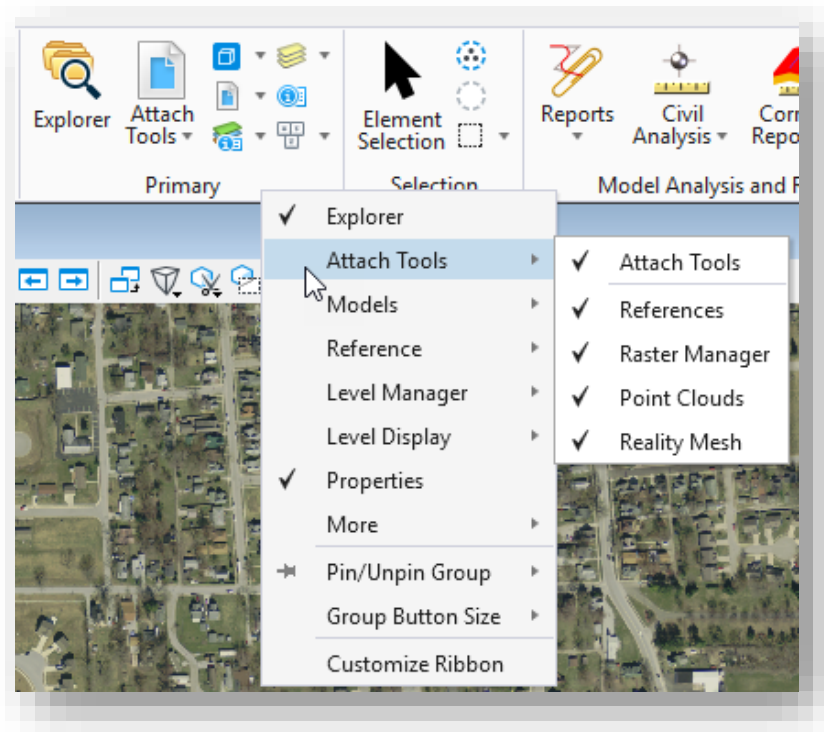 Explorer
Attach
Tools
Element
Selection
Reports
Civil
Analysis
Primary
Selection
Model Analysis and
Explorer
Attach Tools
Models
Reference
Level Manager
Level Display
Properties
More
Pin/Unpin Group
Group Button Size
Customize Ribbon
Attach Tools
References
Raster Manager
Point Clouds
Reality Mesh